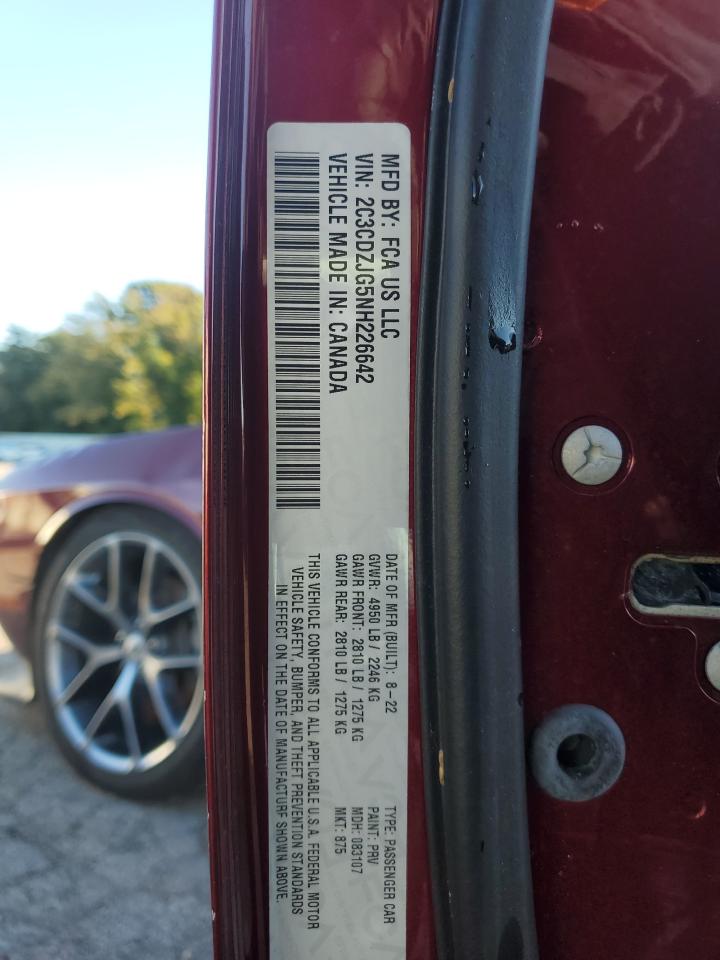 MFD BY: FCA US LLC
VIN: 2C3CDZJG5NH226642
VEHICLE MADE IN: CANADA
DATE OF MFR (BUILT): 8-22
GVWR: 4950 LB / 2246 KG
GAWR FRONT: 2810 LB / 1275 KG
GAWR REAR: 2810 LB / 1275 KG
TYPE: PASSENGER CAR
PAINT: PRV
MDH: 083107
MKT: 875
THIS VEHICLE CONFORMS TO ALL APPLICABLE U.S.A. FEDERAL MOTOR
VEHICLE SAFETY, BUMPER, AND THEFT PREVENTION STANDARDS
IN EFFECT ON THE DATE OF MANUFACTURE SHOWN ABOVE.